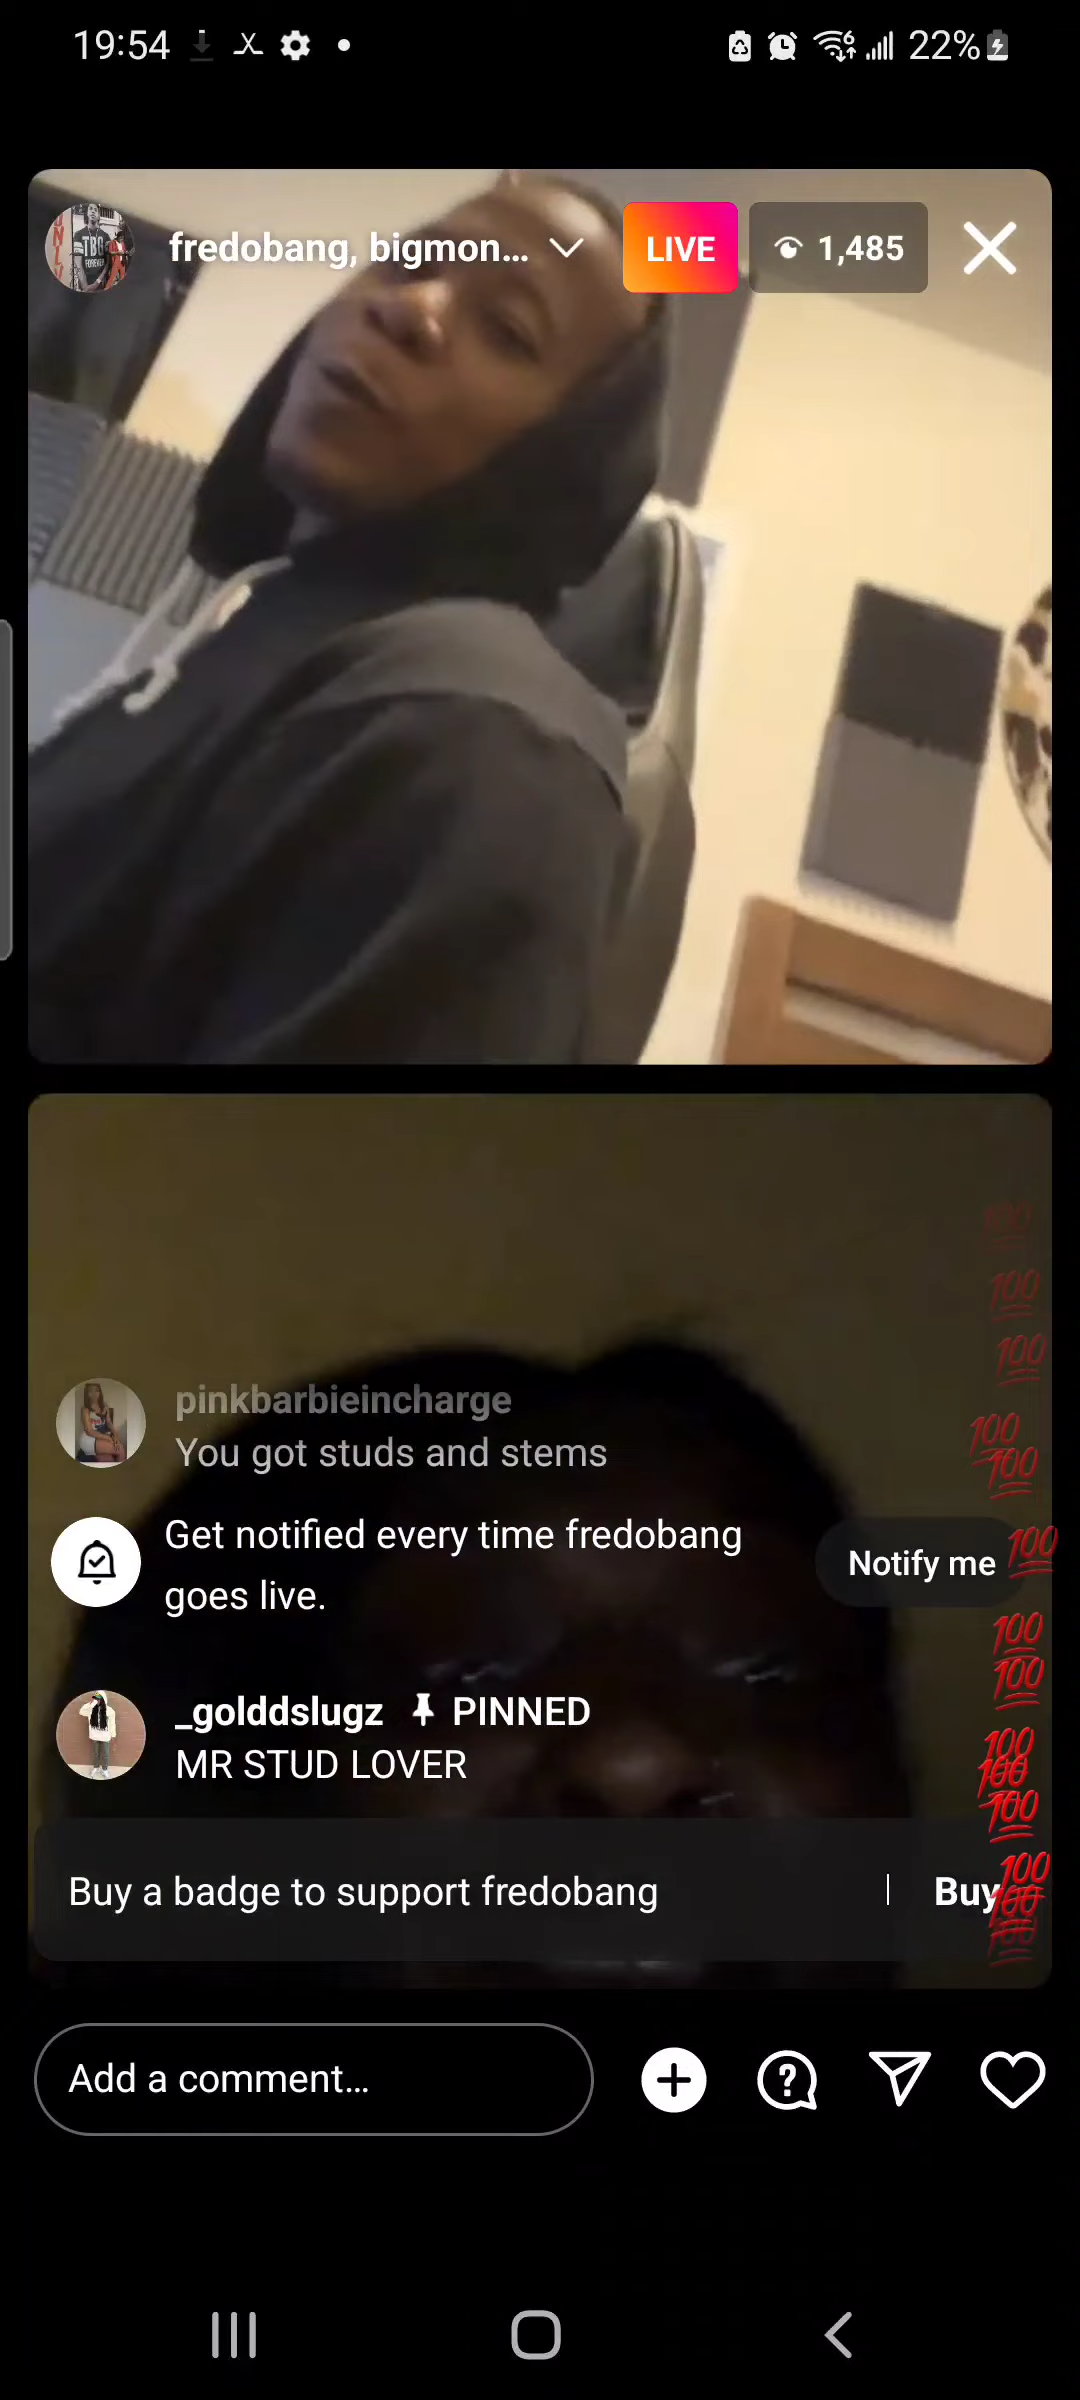 19:54
22%
fredobang, bigmon...
LIVE
1,485
pinkbarbieincharge
You got studs and stems
Get notified every time fredobang
goes live.
Notify me
_golddslugz PINNED
MR STUD LOVER
Buy a badge to support fredobang
Buy
Add a comment...